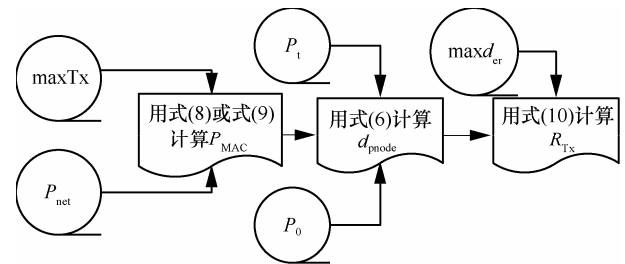 maxTx
P_net
用式(8)或式(9)
计算P_MAC
P_t
P_0
用式(6)计算
d_pnode
maxd_er
用式(10)计算
R_Tx